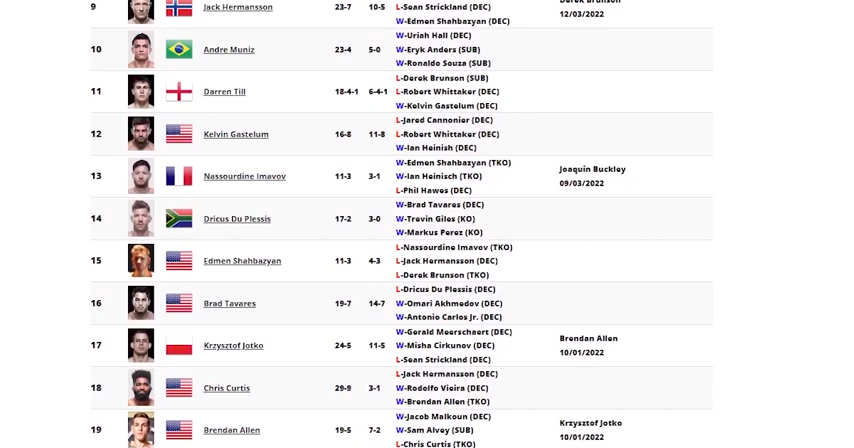 Derek Brunson
9 Jack Hermansson 23-7 10-5 L-Sean Strickland (DEC) 12/03/2022
W-Edmen Shahbazyan (DEC)
W-Uriah Hall (DEC)
10 Andre Muniz 23-4 5-0 W-Eryk Anders (SUB)
W-Ronaldo Souza (SUB)
L-Derek Brunson (SUB)
11 Darren Till 18-4-1 6-4-1 L-Robert Whittaker (DEC)
W-Kelvin Gastelum (DEC)
L-Jared Cannonier (DEC)
12 Kelvin Gastelum 16-8 11-8 L-Robert Whittaker (DEC)
W-Ian Heinish (DEC)
W-Edmen Shahbazyan (TKO) Joaquin Buckley
13 Nassourdine Imavov 11-3 3-1 W-Ian Heinisch (TKO) 09/03/2022
L-Phil Hawes (DEC)
W-Brad Tavares (DEC)
14 Dricus Du Plessis 17-2 3-0 W-Trevin Giles (KO)
W-Markus Perez (KO)
L-Nassourdine Imavov (TKO)
15 Edmen Shahbazyan 11-3 4-3 L-Jack Hermansson (DEC)
L-Derek Brunson (TKO)
L-Dricus Du Plessis (DEC)
16 Brad Tavares 19-7 14-7 W-Omari Akhmedov (DEC)
W-Antonio Carlos Jr. (DEC)
W-Gerald Meerschaert (DEC) Brendan Allen
17 Krzysztof Jotko 24-5 11-5 W-Misha Cirkunov (DEC) 10/01/2022
L-Sean Strickland (DEC)
L-Jack Hermansson (DEC)
18 Chris Curtis 29-9 3-1 W-Rodolfo Vieira (DEC)
W-Brendan Allen (TKO)
W-Jacob Malkoun (DEC) Krzysztof Jotko
19 Brendan Allen 19-5 7-2 W-Sam Alvey (SUB) 10/01/2022
L-Chris Curtis (TKO)